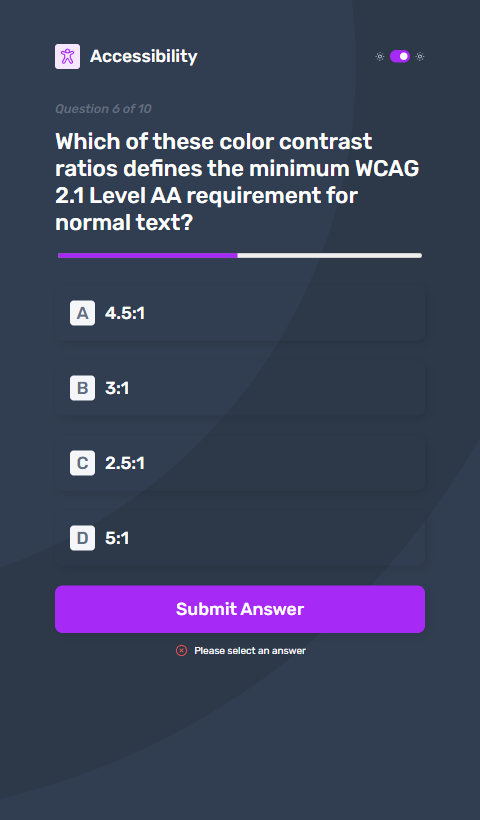 Accessibility
Question 6 of 10
Which of these color contrast
ratios defines the minimum WCAG
2.1 Level AA requirement for
normal text?
A 4.5:1
B 3:1
C 2.5:1
D 5:1
Submit Answer
Please select an answer